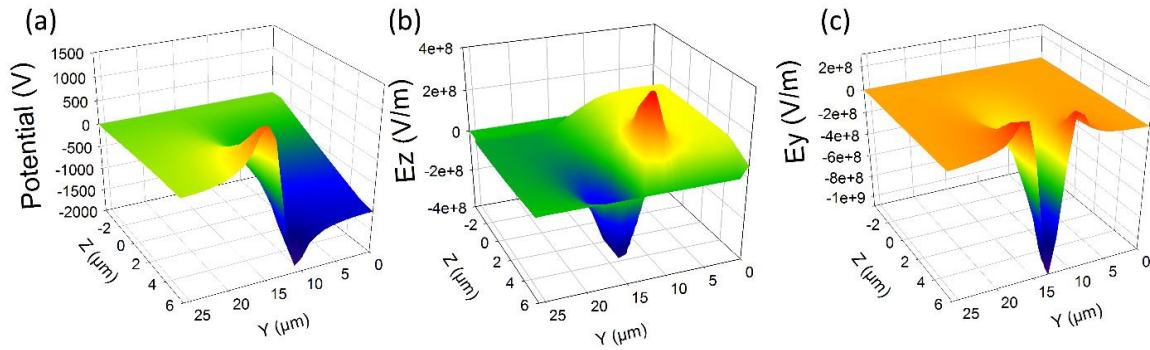 (a)
Potential (V)
1500
1000
500
0
-500
-1000
-1500
-2000
Z (μm)
-2
0
2
4
6
Y (μm)
25
20
15
10
5
0
(b)
Ez (V/m)
4e+8
2e+8
0
-2e+8
-4e+8
Z (μm)
-2
0
2
4
6
Y (μm)
25
20
15
10
5
0
(c)
Ey (V/m)
2e+8
0
-2e+8
-4e+8
-6e+8
-8e+8
-1e+9
Z (μm)
-2
0
2
4
6
Y (μm)
25
20
15
10
5
0